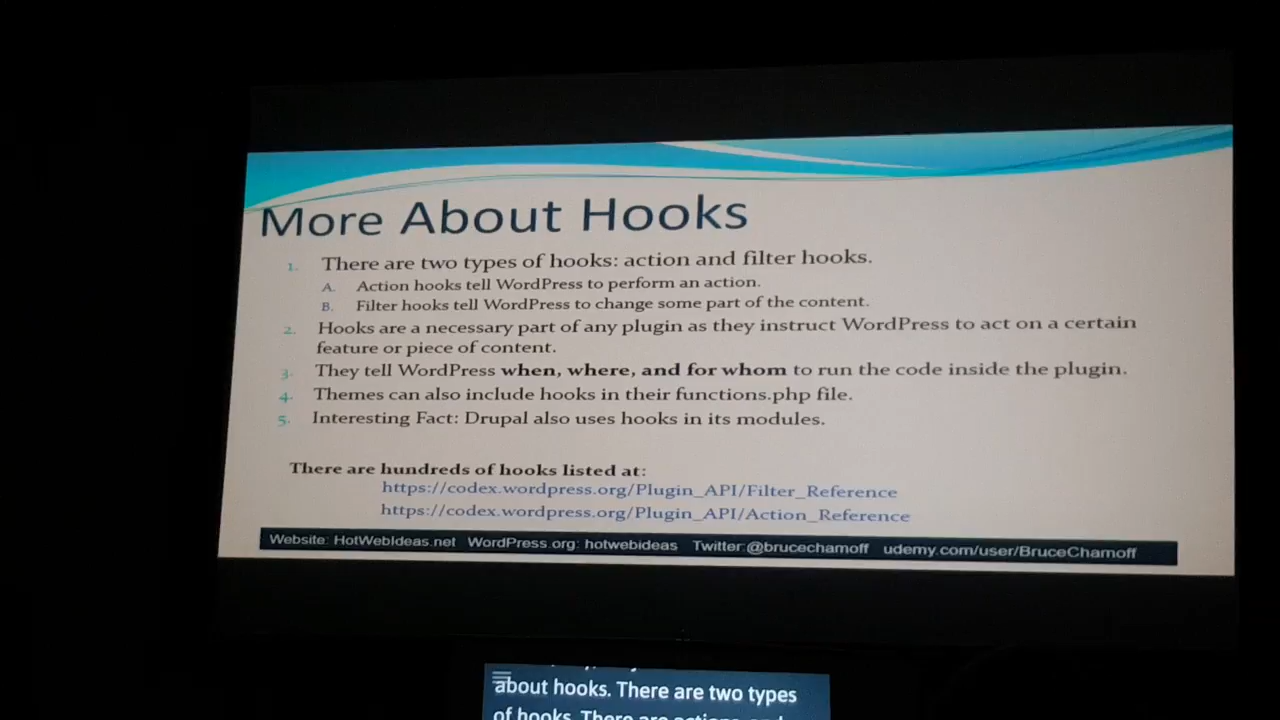 More About Hooks
1. There are two types of hooks: action and filter hooks.
A. Action hooks tell WordPress to perform an action.
B. Filter hooks tell WordPress to change some part of the content.
2. Hooks are a necessary part of any plugin as they instruct WordPress to act on a certain
feature or piece of content.
3. They tell WordPress when, where, and for whom to run the code inside the plugin.
4. Themes can also include hooks in their functions.php file.
5. Interesting Fact: Drupal also uses hooks in its modules.
There are hundreds of hooks listed at:
https://codex.wordpress.org/Plugin_API/Filter_Reference
https://codex.wordpress.org/Plugin_API/Action_Reference
Website: HotWebIdeas.net WordPress.org: hotwebideas Twitter:@brucechamoff udemy.com/user/BruceChamoff
about hooks. There are two types
of hooks. There are